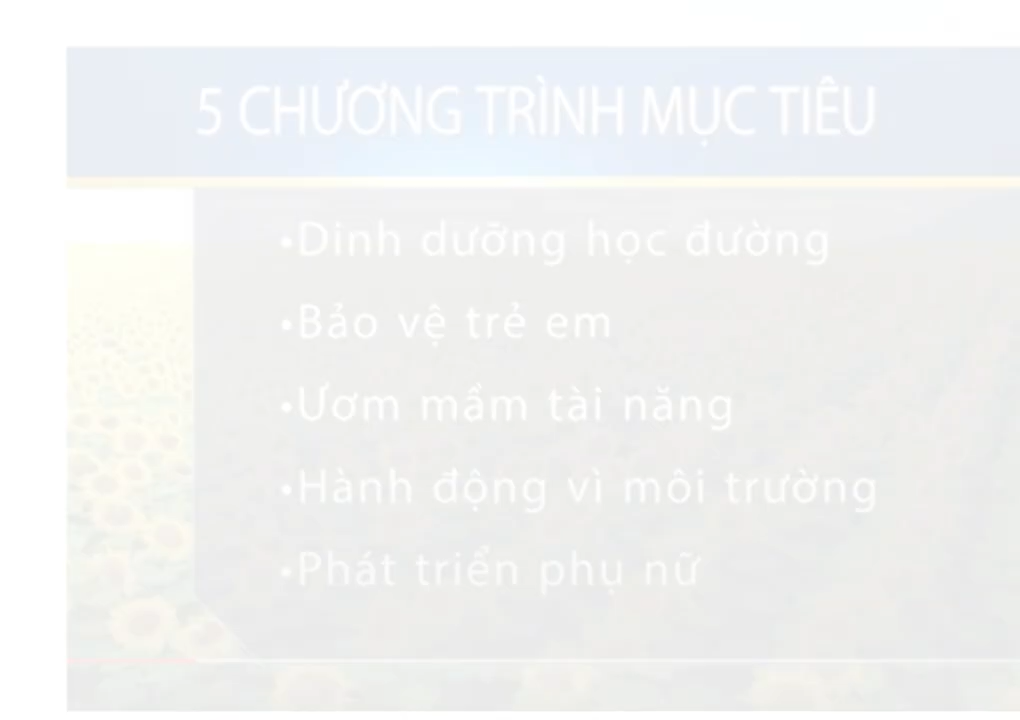 5 CHƯƠNG TRÌNH MỤC TIÊU
•Dinh dưỡng học đường
•Bảo vệ trẻ em
•Ươm mầm tài năng
•Hành động vì môi trường
•Phát triển phụ nữ